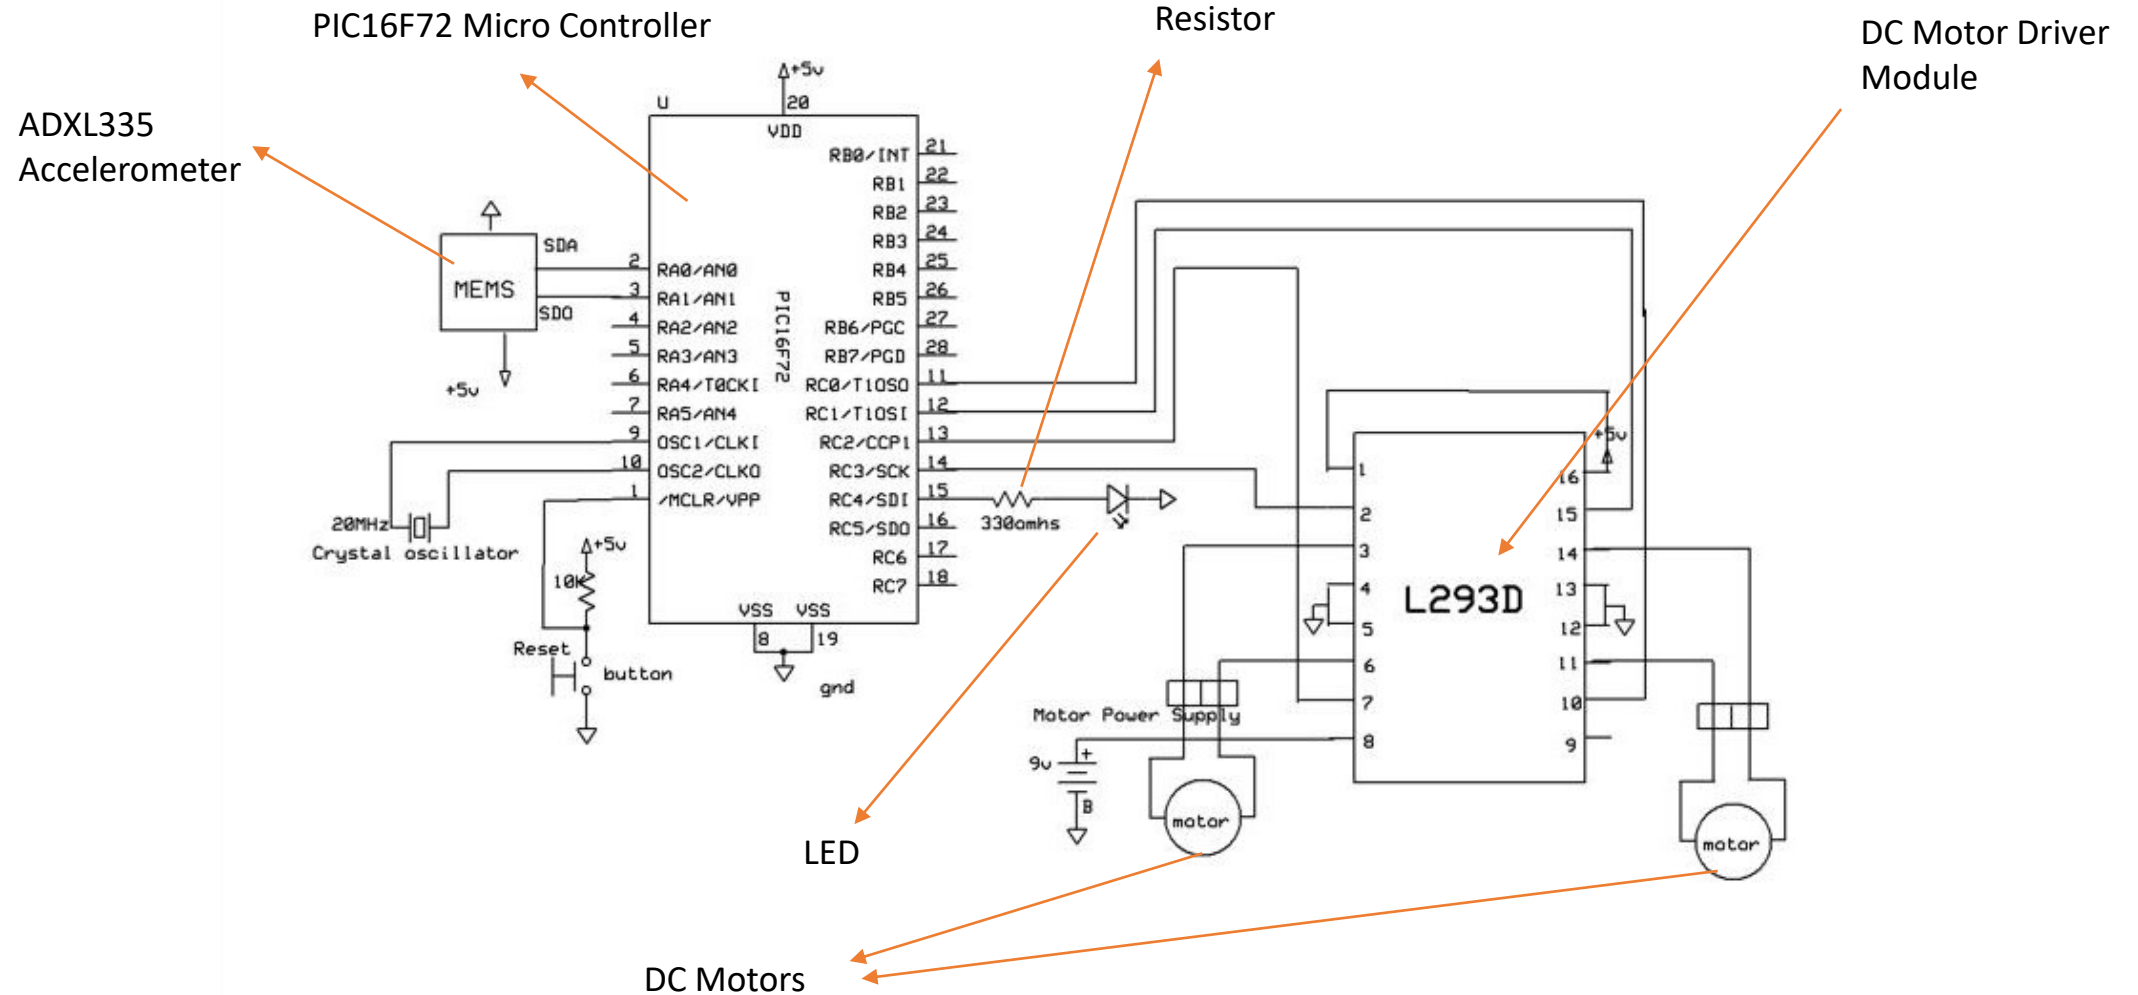 PIC16F72 Micro Controller
Resistor
DC Motor Driver
Module
ADXL335
Accelerometer
+5v
U
20
VDD
RB0/INT 21
RB1 22
RB2 23
RB3 24
RB4 25
RB5 26
RB6/PGC 27
RB7/PGD 28
RC0/T1OSO 11
RC1/T1OSI 12
RC2/CCP1 13
RC3/SCK 14
RC4/SDI 15
RC5/SDO 16
RC6 17
RC7 18
2 RA0/AN0
3 RA1/AN1
4 RA2/AN2
5 RA3/AN3
6 RA4/T0CKI
7 RA5/AN4
9 OSC1/CLKI
10 OSC2/CLKO
1 /MCLR/VPP
PIC16F72
VSS VSS
8 19
gnd
SDA
MEMS
SDO
+5v
20MHz
Crystal oscillator
+5v
10K
Reset
button
330omhs
+5v
1
2
3
4
5
6
7
8
L293D
16
15
14
13
12
11
10
9
Motor Power Supply
9v
+
B
motor
motor
LED
DC Motors